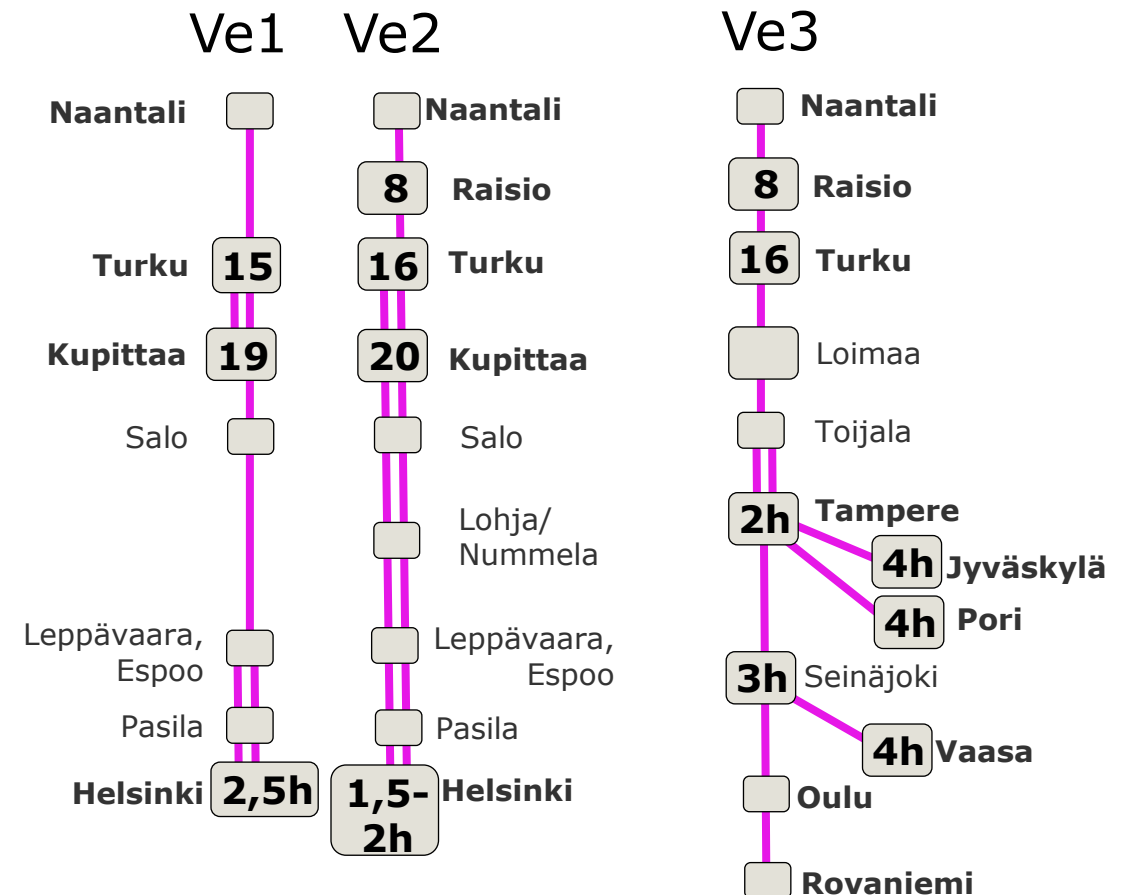 Ve1
Naantali
Turku 15
Kupittaa 19
Salo
Leppävaara,
Espoo
Pasila
Helsinki 2,5h
Ve2
Naantali
8 Raisio
16 Turku
20 Kupittaa
Salo
Lohja/
Nummela
Leppävaara,
Espoo
Pasila
1,5- Helsinki
2h
Ve3
Naantali
8 Raisio
16 Turku
Loimaa
Toijala
2h Tampere
4h Jyväskylä
4h Pori
3h Seinäjoki
4h Vaasa
Oulu
Rovaniemi